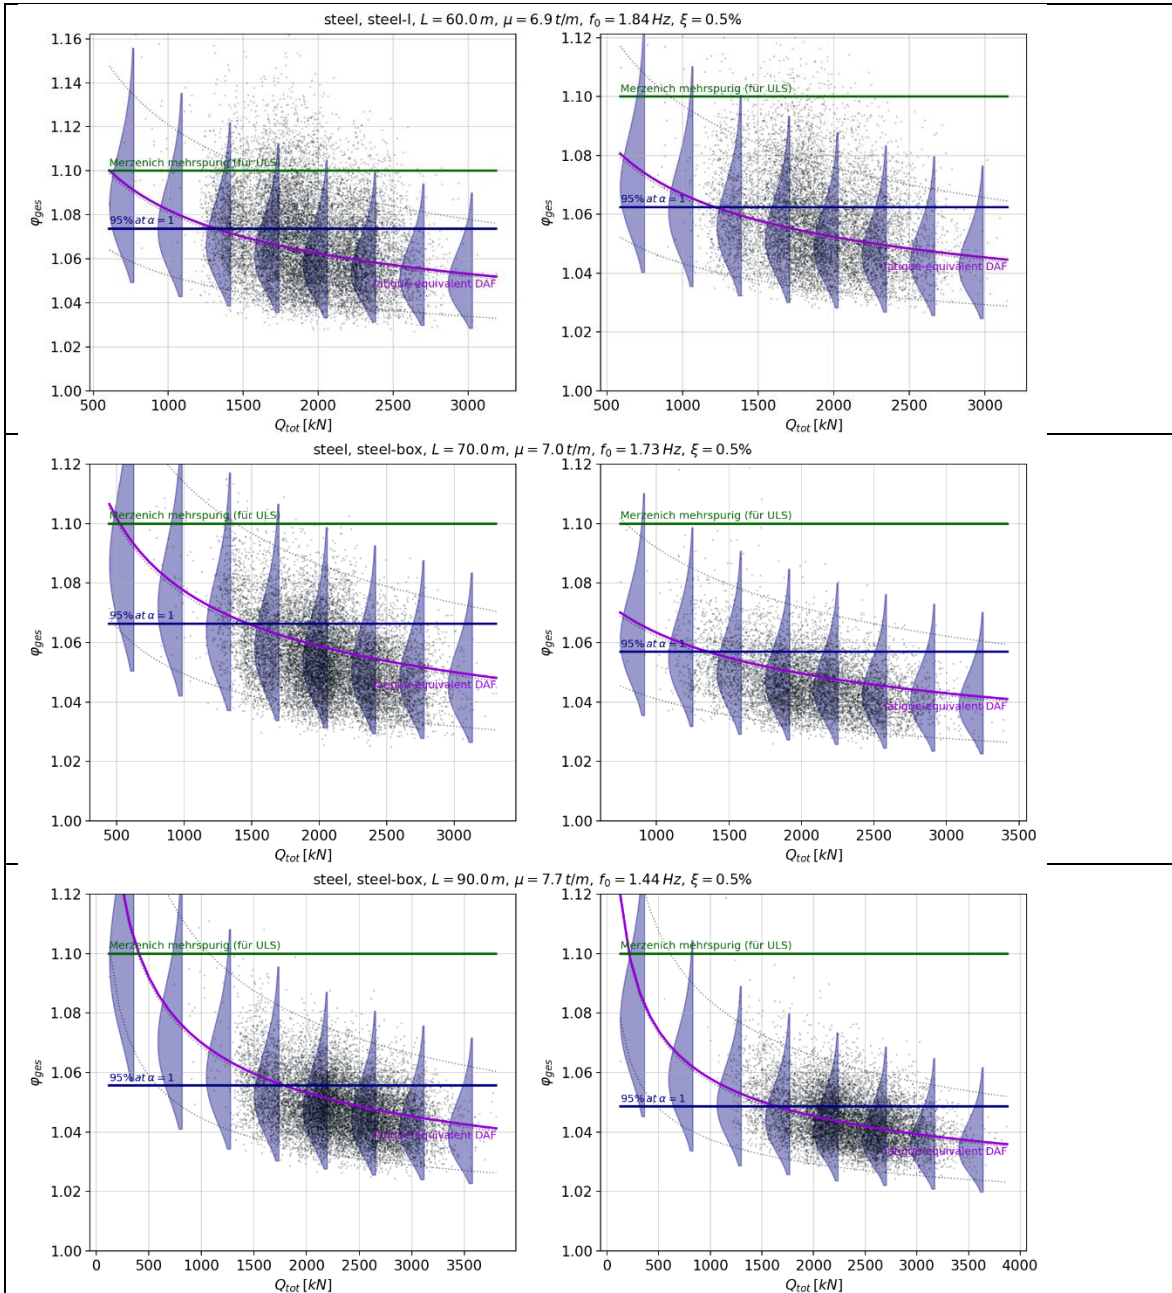 steel, steel-I, L = 60.0 m, μ = 6.9 t/m, f₀ = 1.84 Hz, ξ = 0.5%
1.16
1.14
1.12
1.10
1.08
1.06
1.04
1.02
1.00
φges
Merzenich mehrspurig (für ULS)
95% at α = 1
fatigue-equivalent DAF
500 1000 1500 2000 2500 3000
Qtot [kN]
1.12
1.10
1.08
1.06
1.04
1.02
1.00
φges
Merzenich mehrspurig (für ULS)
95% at α = 1
fatigue-equivalent DAF
500 1000 1500 2000 2500 3000
Qtot [kN]
steel, steel-box, L = 70.0 m, μ = 7.0 t/m, f₀ = 1.73 Hz, ξ = 0.5%
1.12
1.10
1.08
1.06
1.04
1.02
1.00
φges
Merzenich mehrspurig (für ULS)
95% at α = 1
fatigue-equivalent DAF
500 1000 1500 2000 2500 3000
Qtot [kN]
1.12
1.10
1.08
1.06
1.04
1.02
1.00
φges
Merzenich mehrspurig (für ULS)
95% at α = 1
fatigue-equivalent DAF
1000 1500 2000 2500 3000 3500
Qtot [kN]
steel, steel-box, L = 90.0 m, μ = 7.7 t/m, f₀ = 1.44 Hz, ξ = 0.5%
1.12
1.10
1.08
1.06
1.04
1.02
1.00
φges
Merzenich mehrspurig (für ULS)
95% at α = 1
fatigue-equivalent DAF
0 500 1000 1500 2000 2500 3000 3500
Qtot [kN]
1.12
1.10
1.08
1.06
1.04
1.02
1.00
φges
Merzenich mehrspurig (für ULS)
95% at α = 1
fatigue-equivalent DAF
0 500 1000 1500 2000 2500 3000 3500 4000
Qtot [kN]